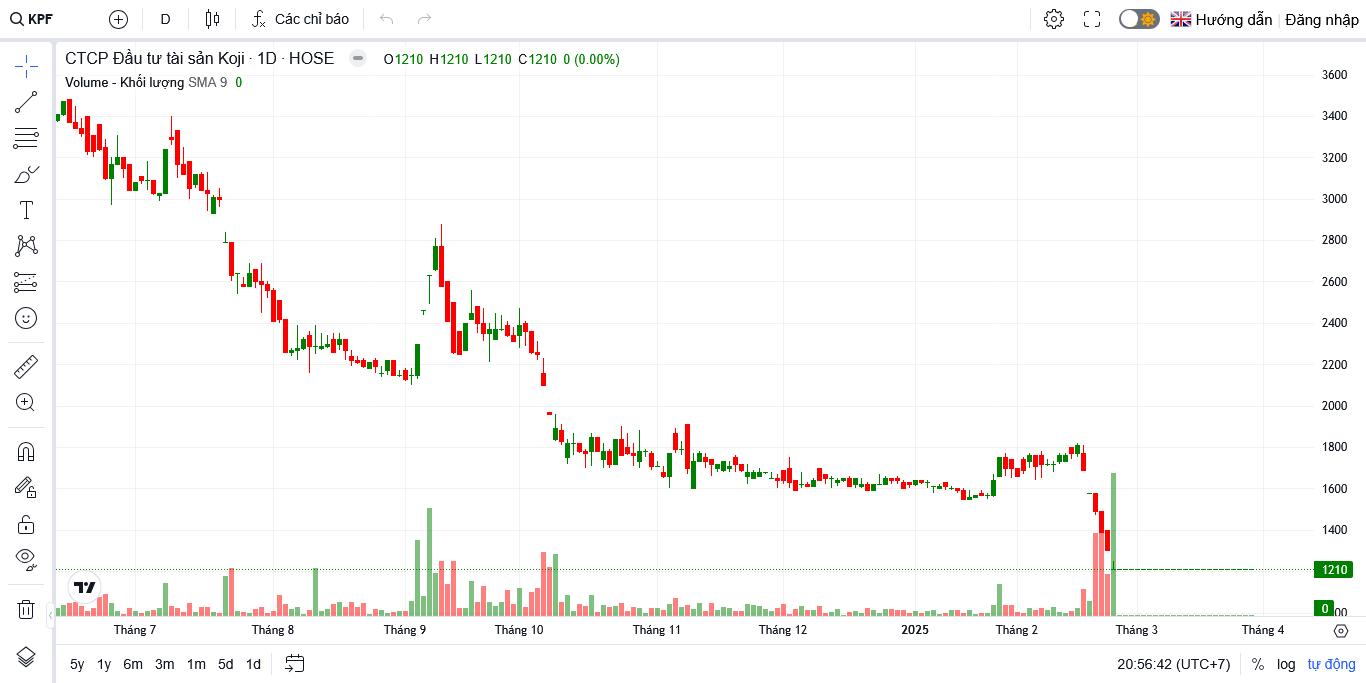 KPF D Các chỉ báo Hướng dẫn Đăng nhập
CTCP Đầu tư tài sản Koji · 1D · HOSE O1210 H1210 L1210 C1210 0 (0.00%)
Volume - Khối lượng SMA 9 0
3600
3400
3200
3000
2800
2600
2400
2200
2000
1800
1600
1400
1210
0
Tháng 7 Tháng 8 Tháng 9 Tháng 10 Tháng 11 Tháng 12 2025 Tháng 2 Tháng 3 Tháng 4
5y 1y 6m 3m 1m 5d 1d 20:56:42 (UTC+7) % log tự động